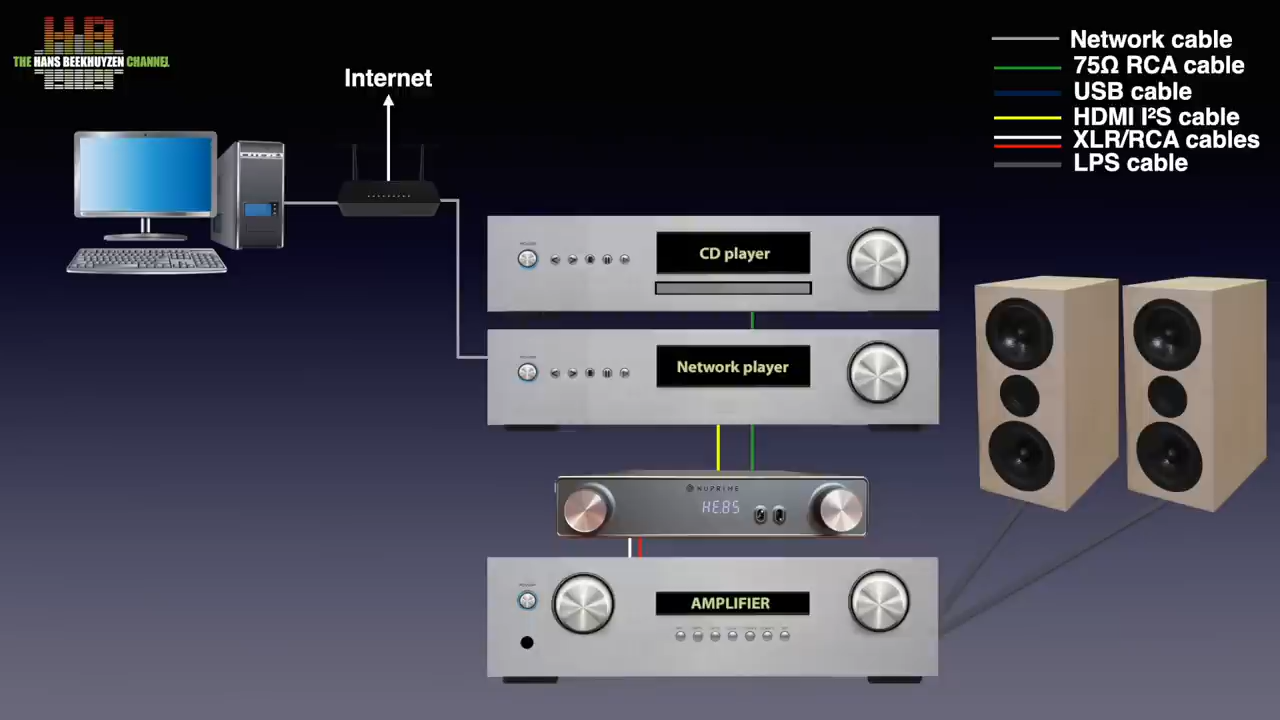 THE HANS BEEKHUYZEN CHANNEL
Internet
Network cable
75Ω RCA cable
USB cable
HDMI I²S cable
XLR/RCA cables
LPS cable
CD player
Network player
NUPRIME
AMPLIFIER